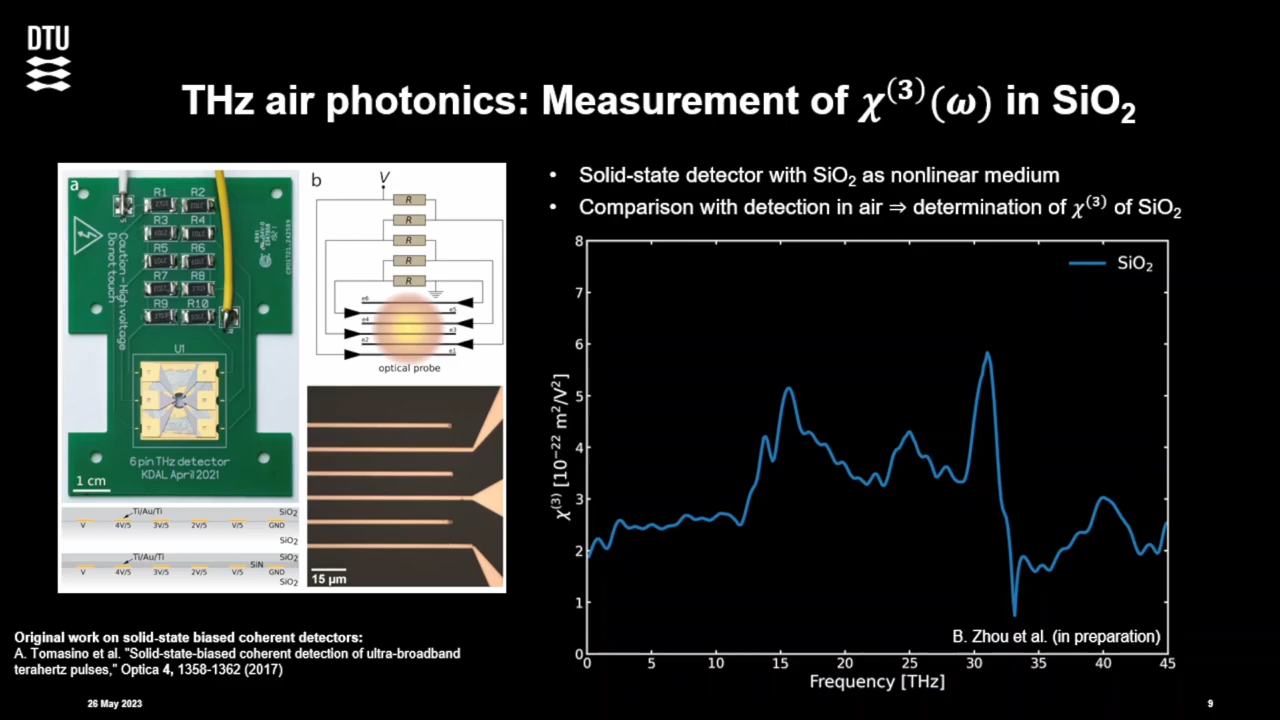 DTU
THz air photonics: Measurement of χ⁽³⁾(ω) in SiO₂
a
R1 R2
R3 R4
R5 R6
R7 R8
R9 R10
Caution - High voltage
Do not touch
U1
6 pin THz detector
KDAL April 2021
1 cm
b
V
R
R
R
R
R
e6
e5
e4
e3
e2
e1
optical probe
15 µm
Ti/Au/Ti
SiO₂
V 4V/5 3V/5 2V/5 V/5 GND
SiO₂
Ti/Au/Ti
SiO₂
SiN
V 4V/5 3V/5 2V/5 V/5 GND
SiO₂
• Solid-state detector with SiO₂ as nonlinear medium
• Comparison with detection in air ⇒ determination of χ⁽³⁾ of SiO₂
SiO₂
χ⁽³⁾ [10⁻²² m²/V²]
8
7
6
5
4
3
2
1
0
0 5 10 15 20 25 30 35 40 45
Frequency [THz]
B. Zhou et al. (in preparation)
Original work on solid-state biased coherent detectors:
A. Tomasino et al. "Solid-state-biased coherent detection of ultra-broadband
terahertz pulses," Optica 4, 1358-1362 (2017)
26 May 2023
9